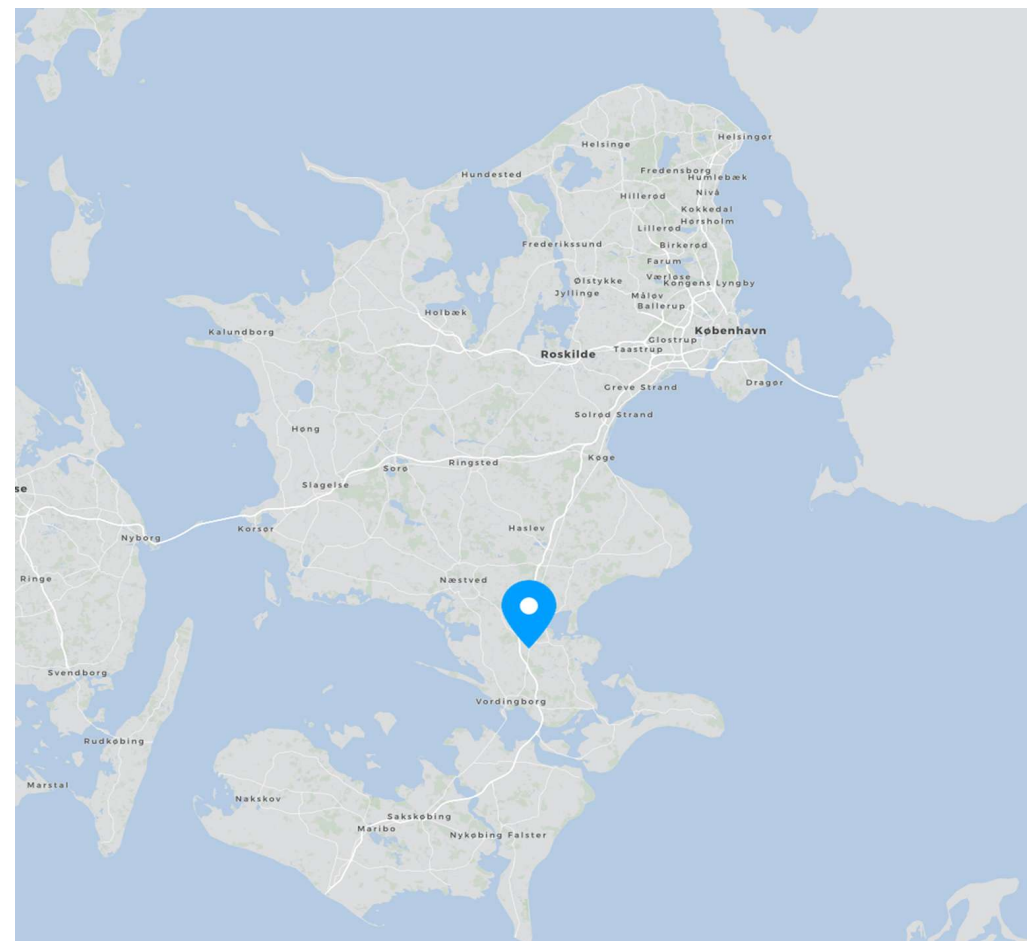 Helsingør
Helsinge
Fredensborg
Humlebæk
Hundested
Nivå
Hillerød
Kokkedal
Hørsholm
Lillerød
Frederikssund
Birkerød
Farum
Værløse
Ølstykke
Kongens Lyngby
Jyllinge
Måløv
Ballerup
Holbæk
København
Kalundborg
Glostrup
Taastrup
Roskilde
Dragør
Greve Strand
Solrød Strand
Høng
Køge
Ringsted
Sorø
Slagelse
se
Haslev
Korsør
Nyborg
Ringe
Næstved
Svendborg
Vordingborg
Rudkøbing
Marstal
Nakskov
Sakskøbing
Maribo
Nykøbing Falster